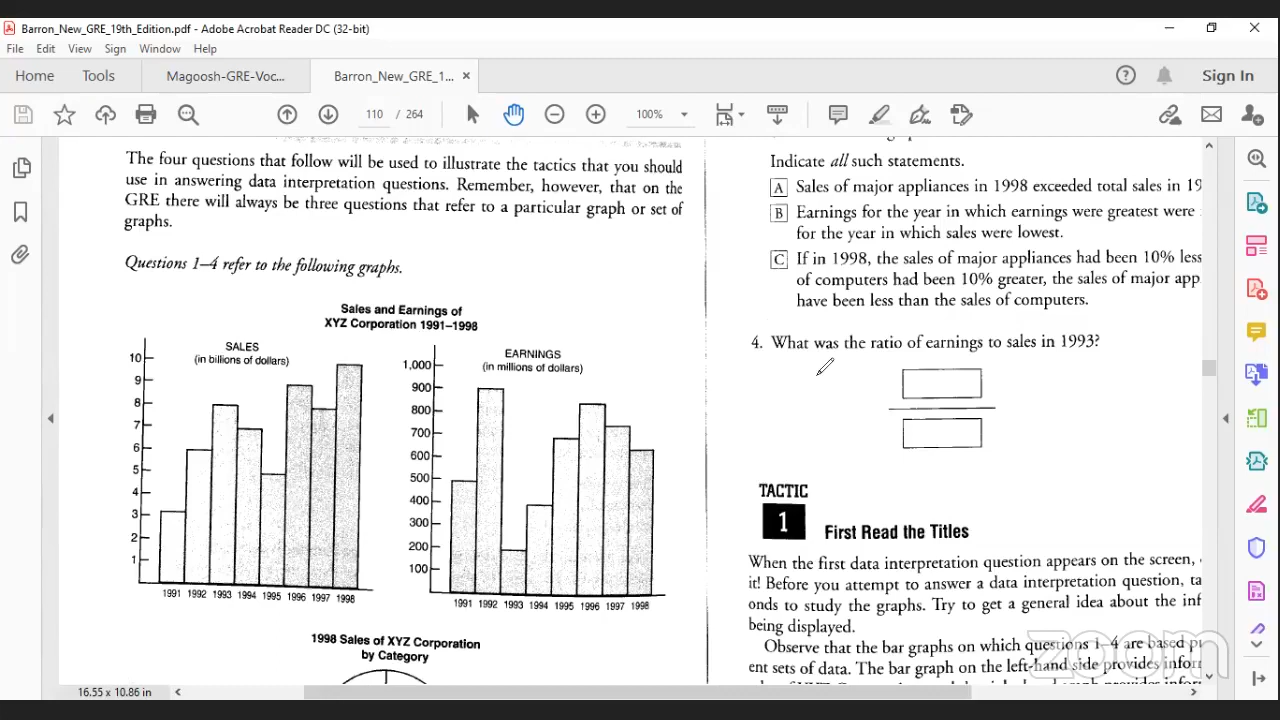 Barron_New_GRE_19th_Edition.pdf - Adobe Acrobat Reader DC (32-bit)
File Edit View Sign Window Help
Home Tools Magoosh-GRE-Voc... Barron_New_GRE_1... × Sign In
110 / 264 100%
The four questions that follow will be used to illustrate the tactics that you should
use in answering data interpretation questions. Remember, however, that on the
GRE there will always be three questions that refer to a particular graph or set of
graphs.
Questions 1–4 refer to the following graphs.
Sales and Earnings of
XYZ Corporation 1991–1998
SALES
(in billions of dollars)
10
9
8
7
6
5
4
3
2
1
1991 1992 1993 1994 1995 1996 1997 1998
EARNINGS
(in millions of dollars)
1,000
900
800
700
600
500
400
300
200
100
1991 1992 1993 1994 1995 1996 1997 1998
1998 Sales of XYZ Corporation
by Category
Indicate all such statements.
A Sales of major appliances in 1998 exceeded total sales in 19
B Earnings for the year in which earnings were greatest were
for the year in which sales were lowest.
C If in 1998, the sales of major appliances had been 10% less
of computers had been 10% greater, the sales of major app
have been less than the sales of computers.
4. What was the ratio of earnings to sales in 1993?
TACTIC
1 First Read the Titles
When the first data interpretation question appears on the screen,
it! Before you attempt to answer a data interpretation question, ta
onds to study the graphs. Try to get a general idea about the inf
being displayed.
Observe that the bar graphs on which questions 1–4 are based p
ent sets of data. The bar graph on the left-hand side provides infor
zoom
16.55 x 10.86 in